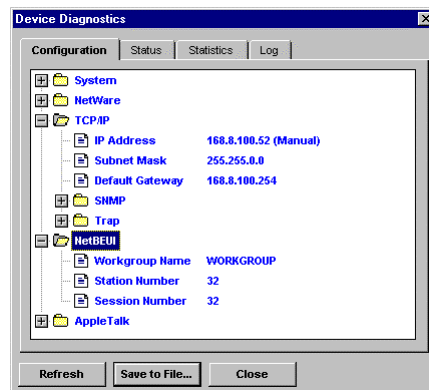 Device Diagnostics
Configuration Status Statistics Log
System
NetWare
TCP/IP
IP Address 168.8.100.52 (Manual)
Subnet Mask 255.255.0.0
Default Gateway 168.8.100.254
SNMP
Trap
NetBEUI
Workgroup Name WORKGROUP
Station Number 32
Session Number 32
AppleTalk
Refresh Save to File... Close